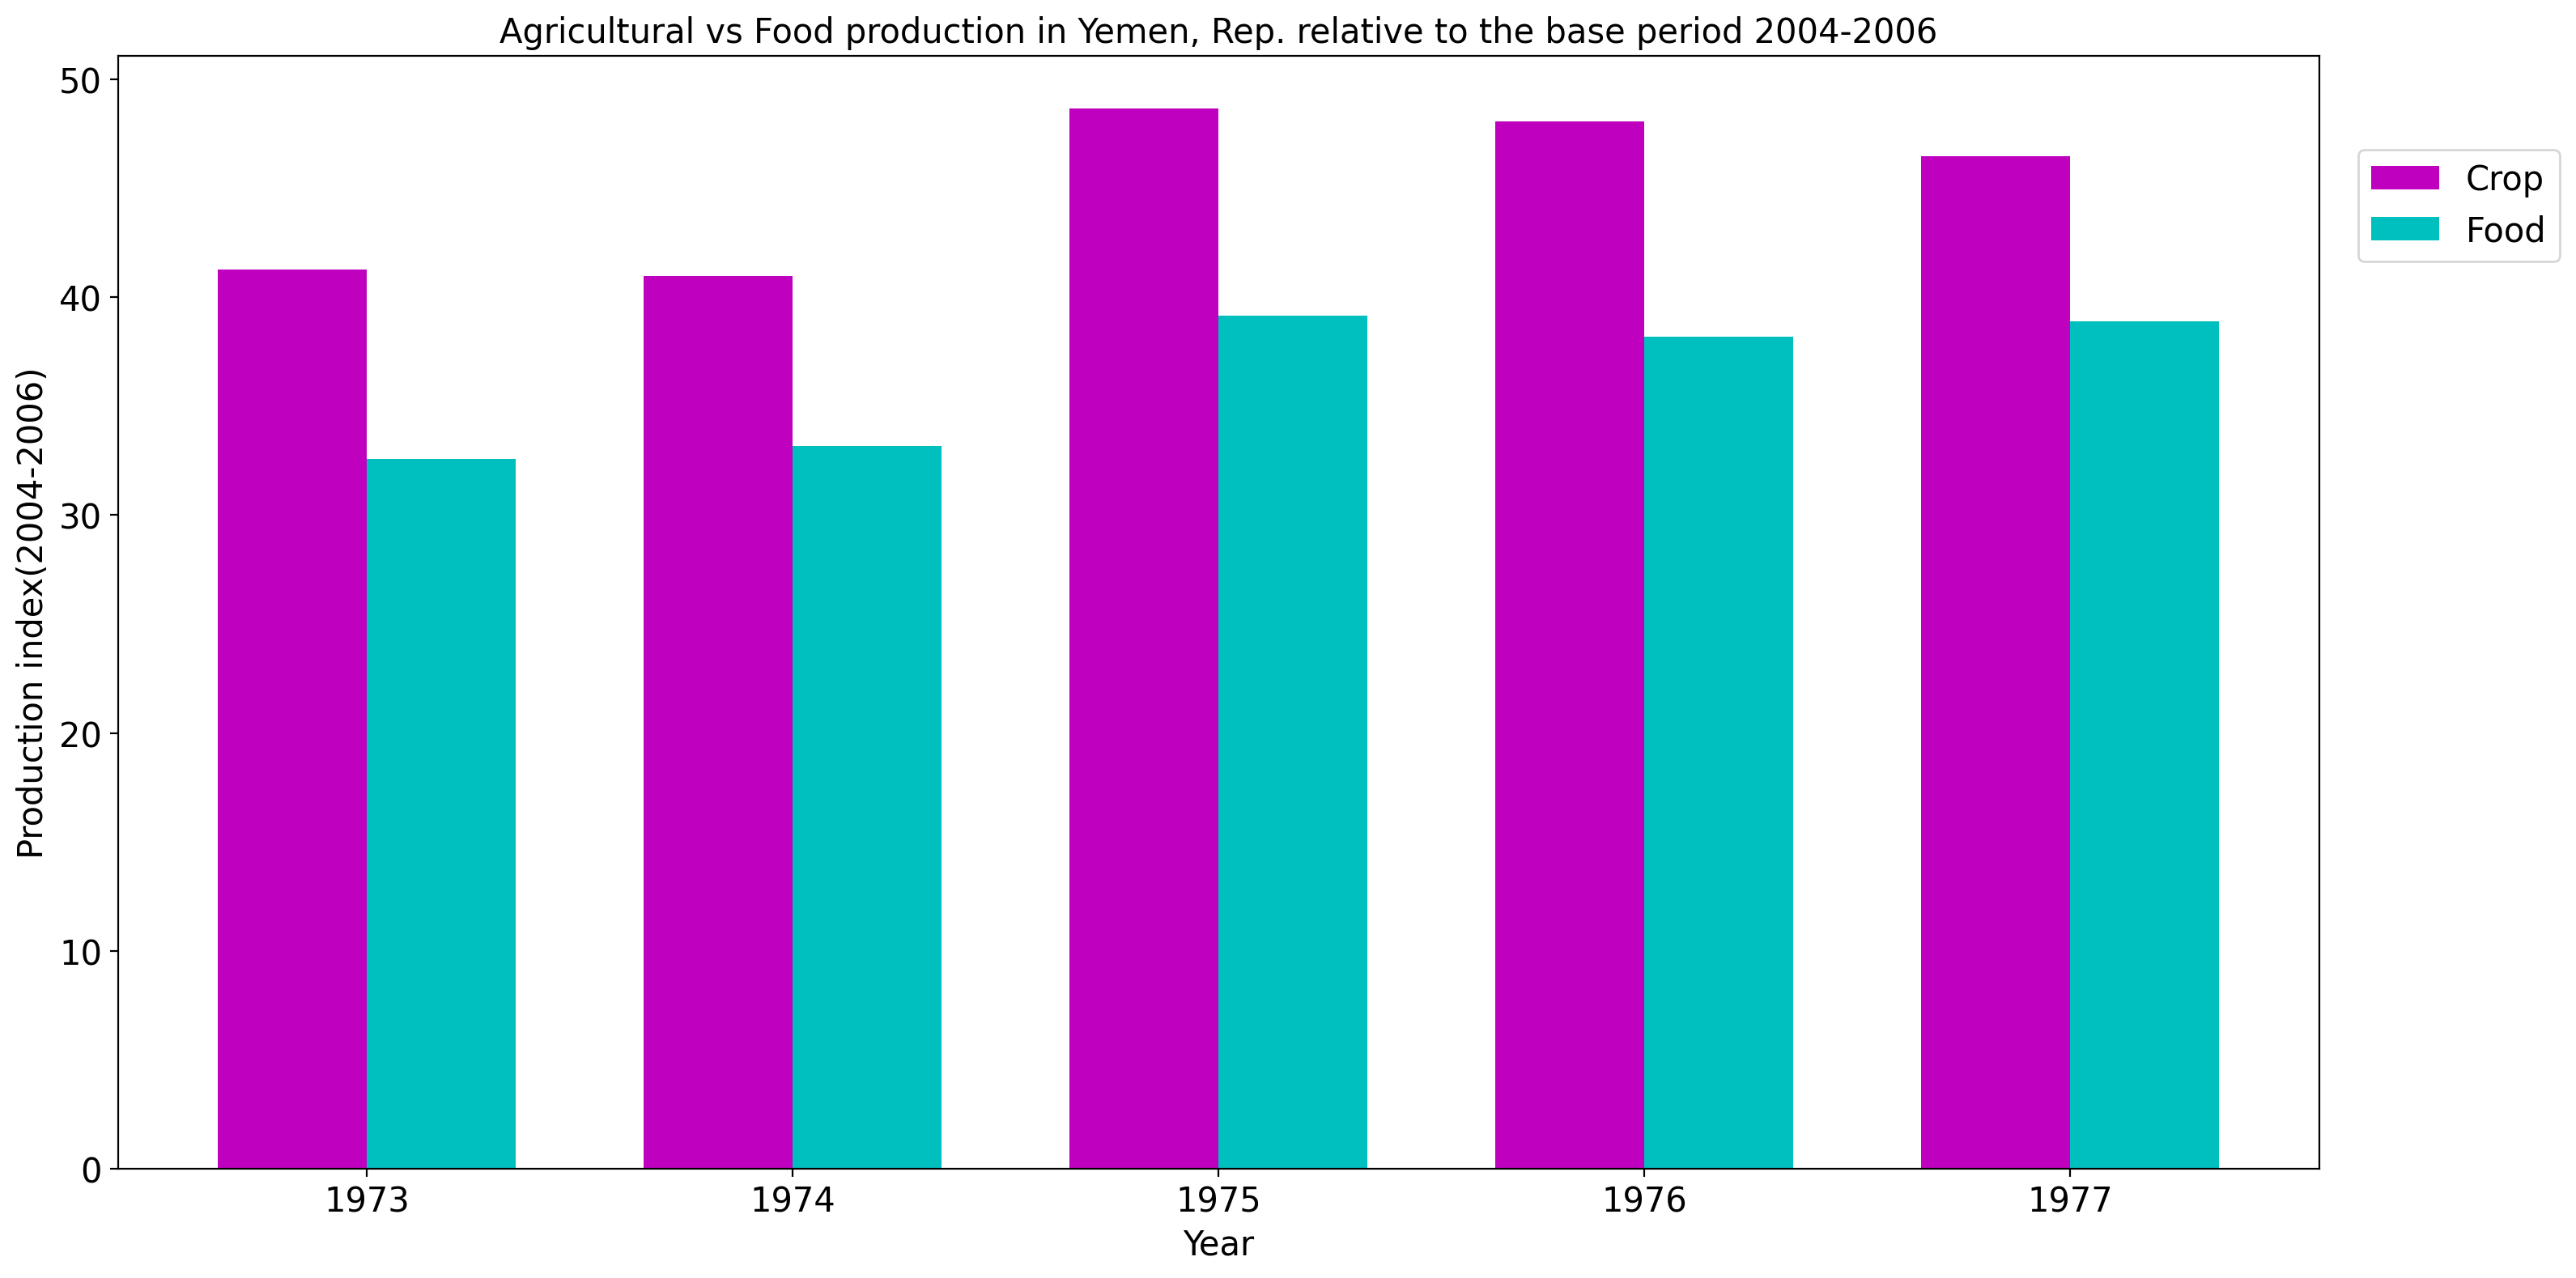 Agricultural vs Food production in Yemen, Rep. relative to the base period 2004-2006
Production index(2004-2006)
50
40
30
20
10
0
1973 1974 1975 1976 1977
Year
Crop
Food